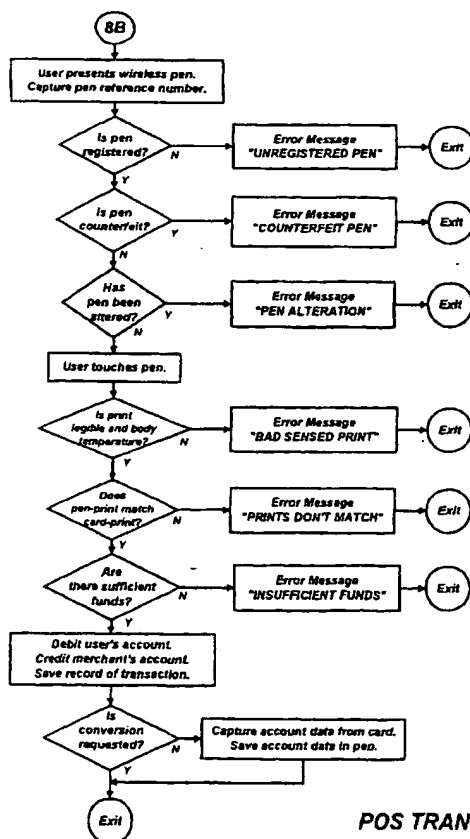 8B
User presents wireless pen.
Capture pen reference number.
Is pen
registered?
N
Y
Error Message
"UNREGISTERED PEN"
Exit
Is pen
counterfeit?
Y
N
Error Message
"COUNTERFEIT PEN"
Exit
Has
pen been
altered?
Y
N
Error Message
"PEN ALTERATION"
Exit
User touches pen.
Is print
legible and body
temperature?
N
Y
Error Message
"BAD SENSED PRINT"
Exit
Does
pen-print match
card-print?
N
Y
Error Message
"PRINTS DON'T MATCH"
Exit
Are
there sufficient
funds?
N
Y
Error Message
"INSUFFICIENT FUNDS"
Exit
Debit user's account.
Credit merchant's account.
Save record of transaction.
Is
conversion
requested?
N
Y
Capture account data from card.
Save account data in pen.
Exit
POS TRAN